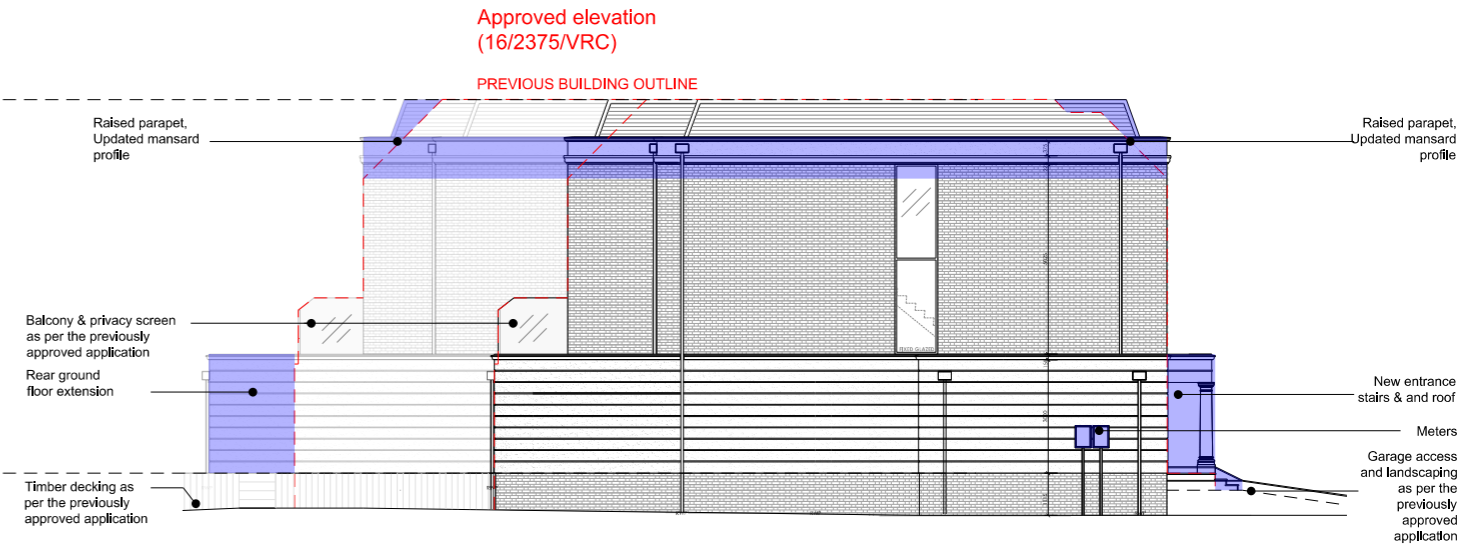 Approved elevation
(16/2375/VRC)
PREVIOUS BUILDING OUTLINE
Raised parapet,
Updated mansard
profile
Raised parapet,
Updated mansard
profile
Balcony & privacy screen
as per the previously
approved application
Rear ground
floor extension
Timber decking as
per the previously
approved application
FIXED GLAZED
New entrance
stairs & and roof
Meters
Garage access
and landscaping
as per the
previously
approved
application